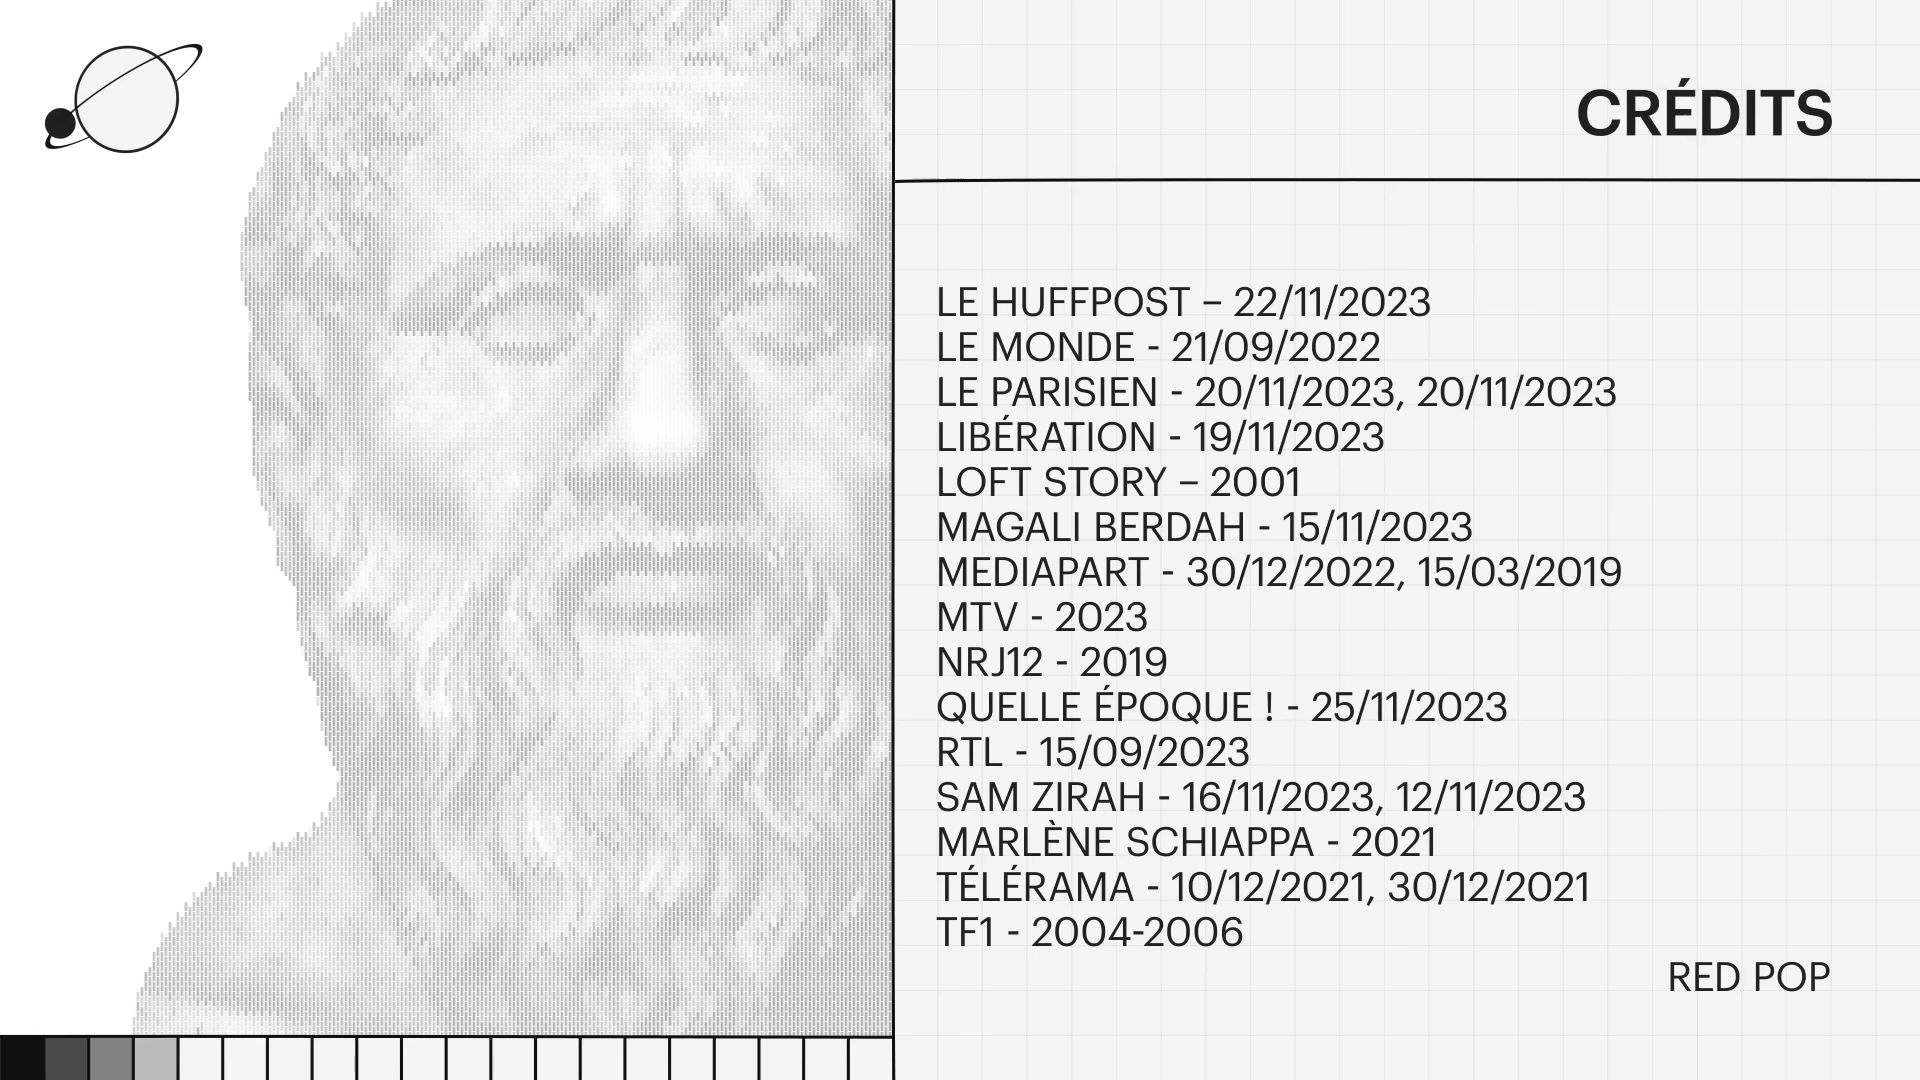 CRÉDITS
LE HUFFPOST – 22/11/2023
LE MONDE - 21/09/2022
LE PARISIEN - 20/11/2023, 20/11/2023
LIBÉRATION - 19/11/2023
LOFT STORY – 2001
MAGALI BERDAH - 15/11/2023
MEDIAPART - 30/12/2022, 15/03/2019
MTV - 2023
NRJ12 - 2019
QUELLE ÉPOQUE ! - 25/11/2023
RTL - 15/09/2023
SAM ZIRAH - 16/11/2023, 12/11/2023
MARLÈNE SCHIAPPA - 2021
TÉLÉRAMA - 10/12/2021, 30/12/2021
TF1 - 2004-2006
RED POP